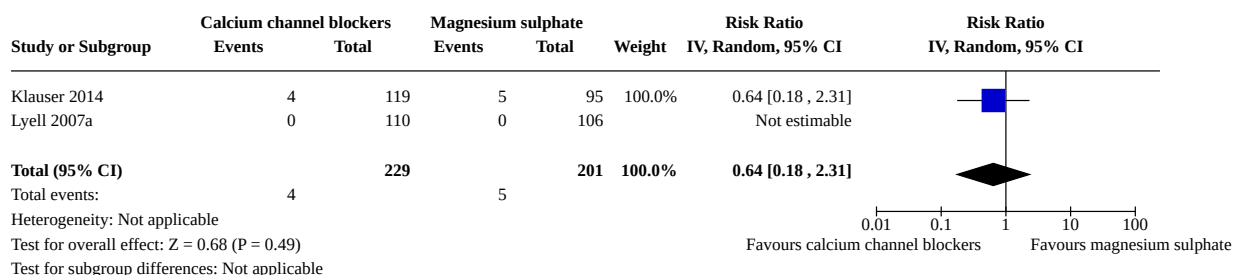 Calcium channel blockers Magnesium sulphate Risk Ratio Risk Ratio
Study or Subgroup Events Total Events Total Weight IV, Random, 95% CI IV, Random, 95% CI
Klauser 2014 4 119 5 95 100.0% 0.64 [0.18 , 2.31]
Lyell 2007a 0 110 0 106 Not estimable
Total (95% CI) 229 201 100.0% 0.64 [0.18 , 2.31]
Total events: 4 5
Heterogeneity: Not applicable 0.01 0.1 1 10 100
Test for overall effect: Z = 0.68 (P = 0.49) Favours calcium channel blockers Favours magnesium sulphate
Test for subgroup differences: Not applicable